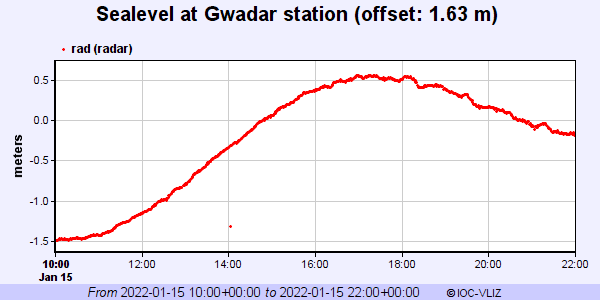 Sealevel at Gwadar station (offset: 1.63 m)
rad (radar)
meters
0.5
0.0
-0.5
-1.0
-1.5
10:00 12:00 14:00 16:00 18:00 20:00 22:00
Jan 15
From 2022-01-15 10:00+00:00 to 2022-01-15 22:00+00:00 © IOC-VLIZ